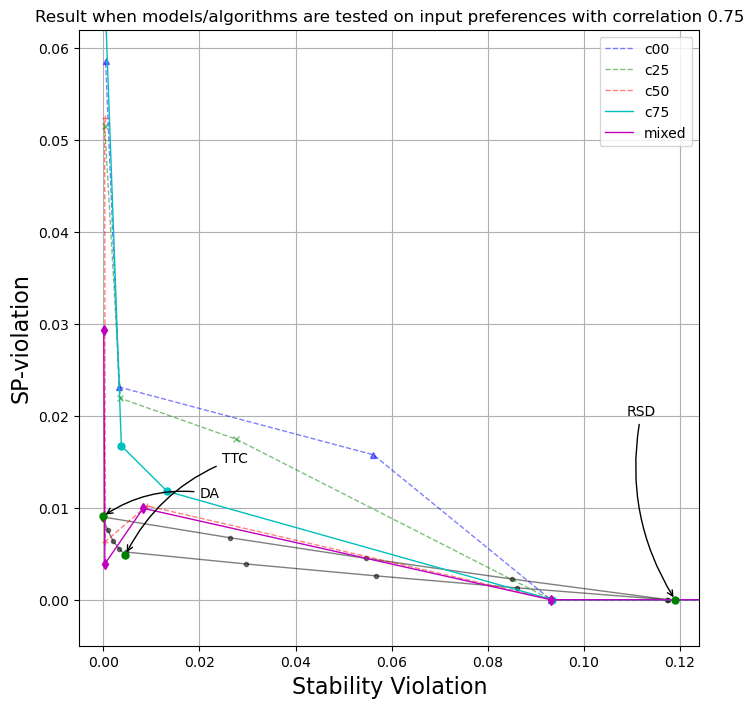 Result when models/algorithms are tested on input preferences with correlation 0.75
0.06
0.05
0.04
0.03
0.02
0.01
0.00
SP-violation
c00
c25
c50
c75
mixed
RSD
TTC
DA
0.00
0.02
0.04
0.06
0.08
0.10
0.12
Stability Violation